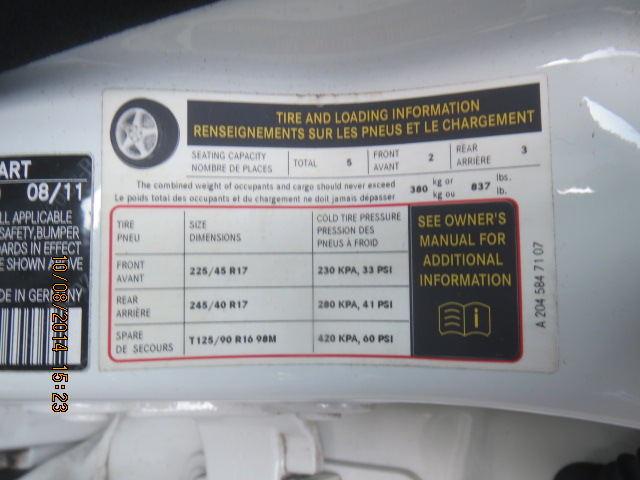 TIRE AND LOADING INFORMATION
RENSEIGNEMENTS SUR LES PNEUS ET LE CHARGEMENT
SEATING CAPACITY
NOMBRE DE PLACES
TOTAL 5
FRONT
AVANT
2
REAR
ARRIÈRE
3
The combined weight of occupants and cargo should never exceed
Le poids total des occupants et du chargement ne doit jamais dépasser
380
kg or
kg ou
837
lbs.
lb.
TIRE
PNEU
SIZE
DIMENSIONS
COLD TIRE PRESSURE
PRESSION DES
PNEUS À FROID
FRONT
AVANT
225/45 R17
230 KPA, 33 PSI
REAR
ARRIÈRE
245/40 R17
280 KPA, 41 PSI
SPARE
DE SECOURS
T125/90 R16 98M
420 KPA, 60 PSI
SEE OWNER'S
MANUAL FOR
ADDITIONAL
INFORMATION
i
A 204 584 71 07
ART
08/11
ALL APPLICABLE
SAFETY, BUMPER
ARDS IN EFFECT
E SHOWN
DE IN GERMANY
10/08/2014 15:23